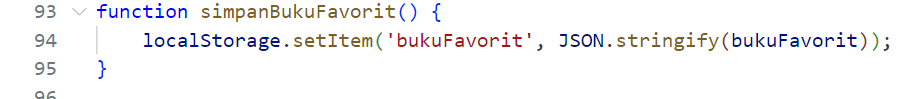 93 function simpanBukuFavorit() {
94 localStorage.setItem('bukuFavorit', JSON.stringify(bukuFavorit));
95 }
96